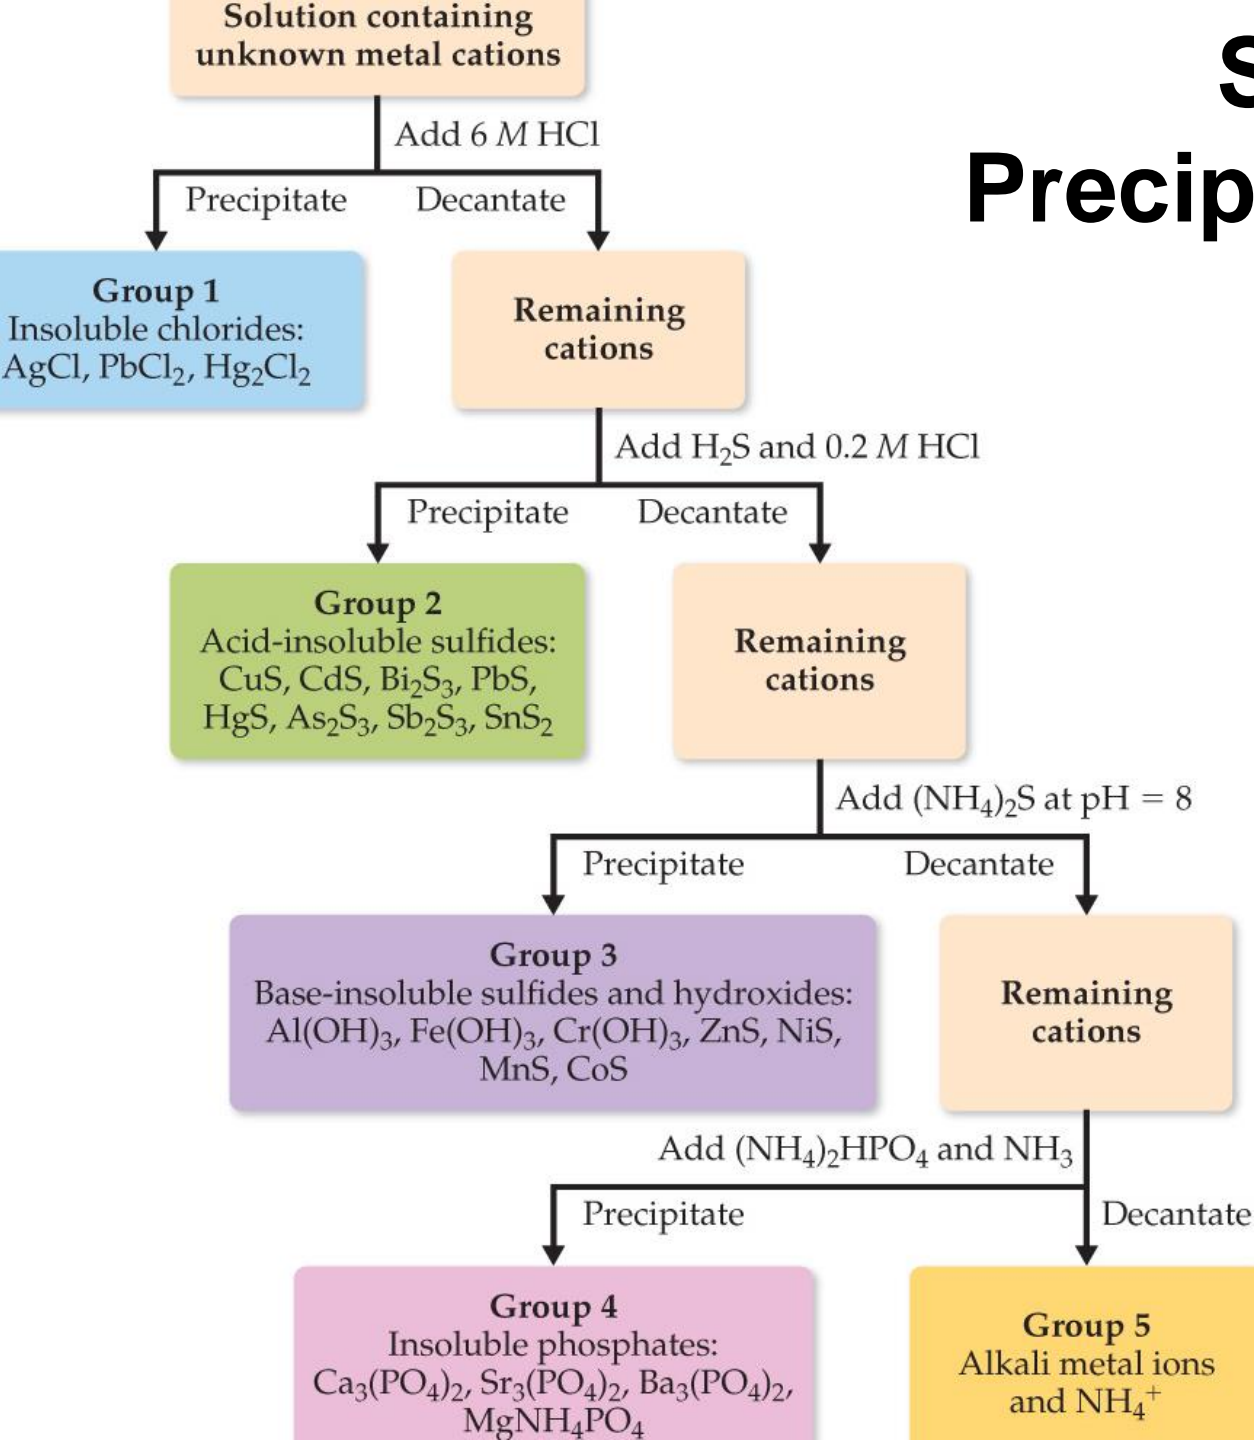 Solution containing
unknown metal cations
S
Precip
Add 6 M HCl
Precipitate
Decantate
Group 1
Insoluble chlorides:
AgCl, PbCl₂, Hg₂Cl₂
Remaining
cations
Add H₂S and 0.2 M HCl
Precipitate
Decantate
Group 2
Acid-insoluble sulfides:
CuS, CdS, Bi₂S₃, PbS,
HgS, As₂S₃, Sb₂S₃, SnS₂
Remaining
cations
Add (NH₄)₂S at pH = 8
Precipitate
Decantate
Group 3
Base-insoluble sulfides and hydroxides:
Al(OH)₃, Fe(OH)₃, Cr(OH)₃, ZnS, NiS,
MnS, CoS
Remaining
cations
Add (NH₄)₂HPO₄ and NH₃
Precipitate
Decantate
Group 4
Insoluble phosphates:
Ca₃(PO₄)₂, Sr₃(PO₄)₂, Ba₃(PO₄)₂,
MgNH₄PO₄
Group 5
Alkali metal ions
and NH₄⁺